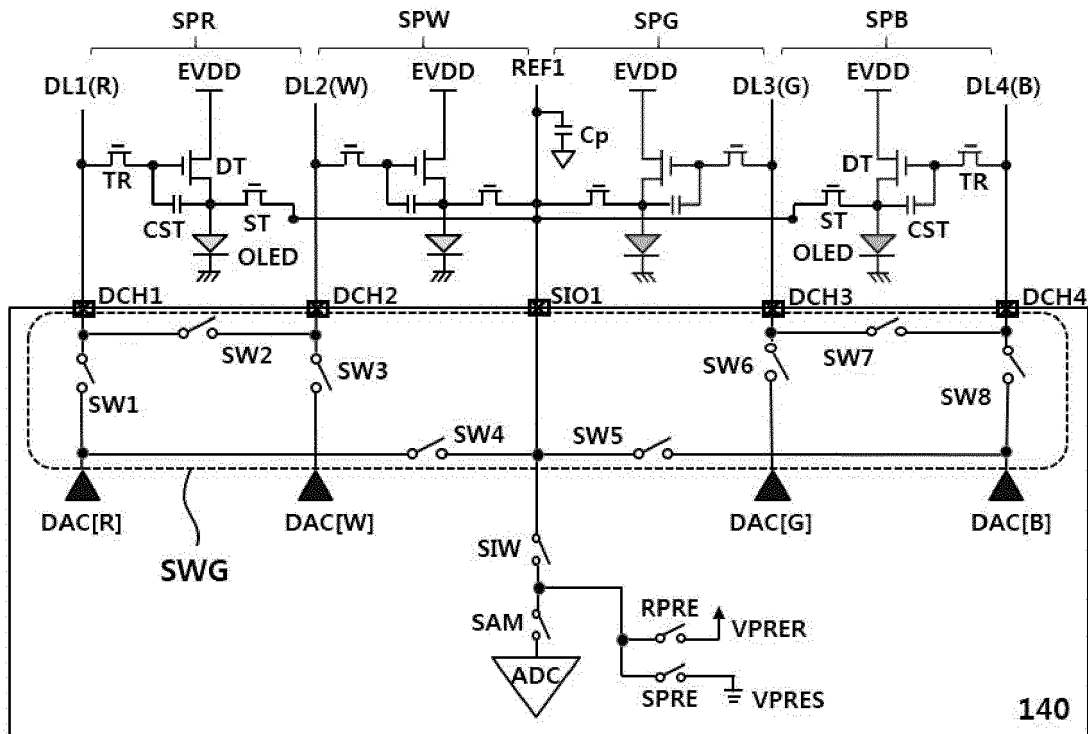 SPR SPW SPG SPB
DL1(R) EVDD DL2(W) EVDD REF1 EVDD DL3(G) EVDD DL4(B)
Cp
TR DT DT TR
CST ST ST CST
OLED OLED
DCH1 DCH2 SIO1 DCH3 DCH4
SW2 SW3 SW6 SW7
SW1 SW8
SW4 SW5
DAC[R] DAC[W] DAC[G] DAC[B]
SWG
SIW
SAM RPRE VPRER
ADC
SPRE VPRES
140